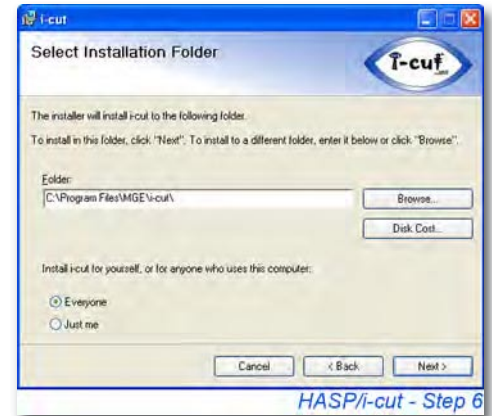 i-cut
Select Installation Folder
i-cut
The installer will install i-cut to the following folder.
To install in this folder, click "Next". To install to a different folder, enter it below or click "Browse".
Folder:
C:\Program Files\MGE\i-cut\
Browse...
Disk Cost...
Install i-cut for yourself, or for anyone who uses this computer:
Everyone
Just me
Cancel
< Back
Next >
HASP/i-cut - Step 6